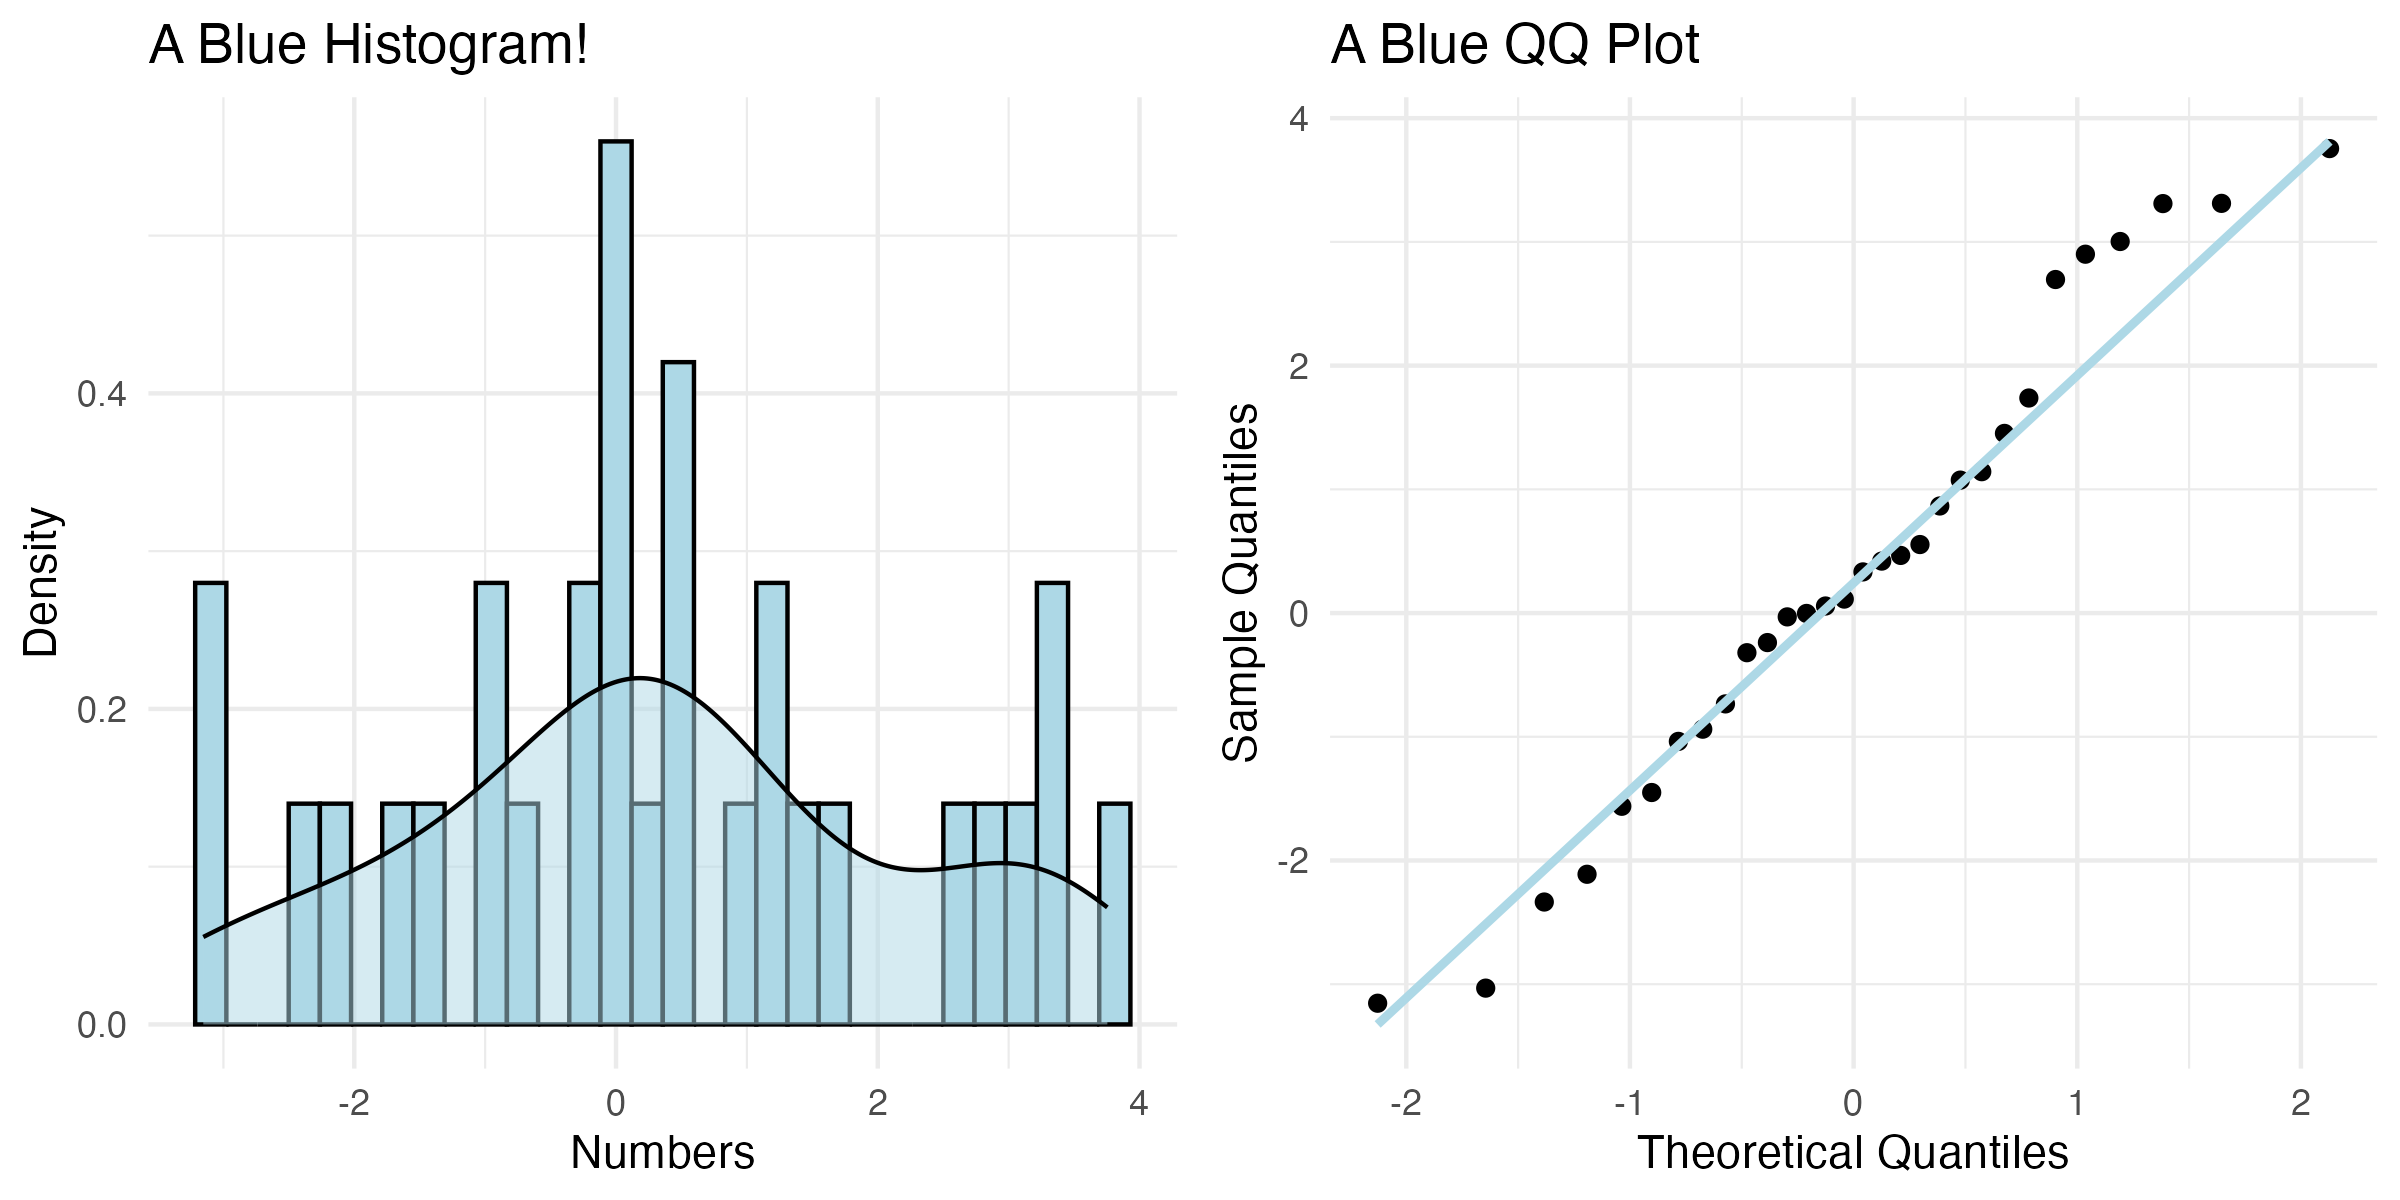 A Blue Histogram!
Density
0.4
0.2
0.0
-2 0 2 4
Numbers
A Blue QQ Plot
Sample Quantiles
4
2
0
-2
-2 -1 0 1 2
Theoretical Quantiles